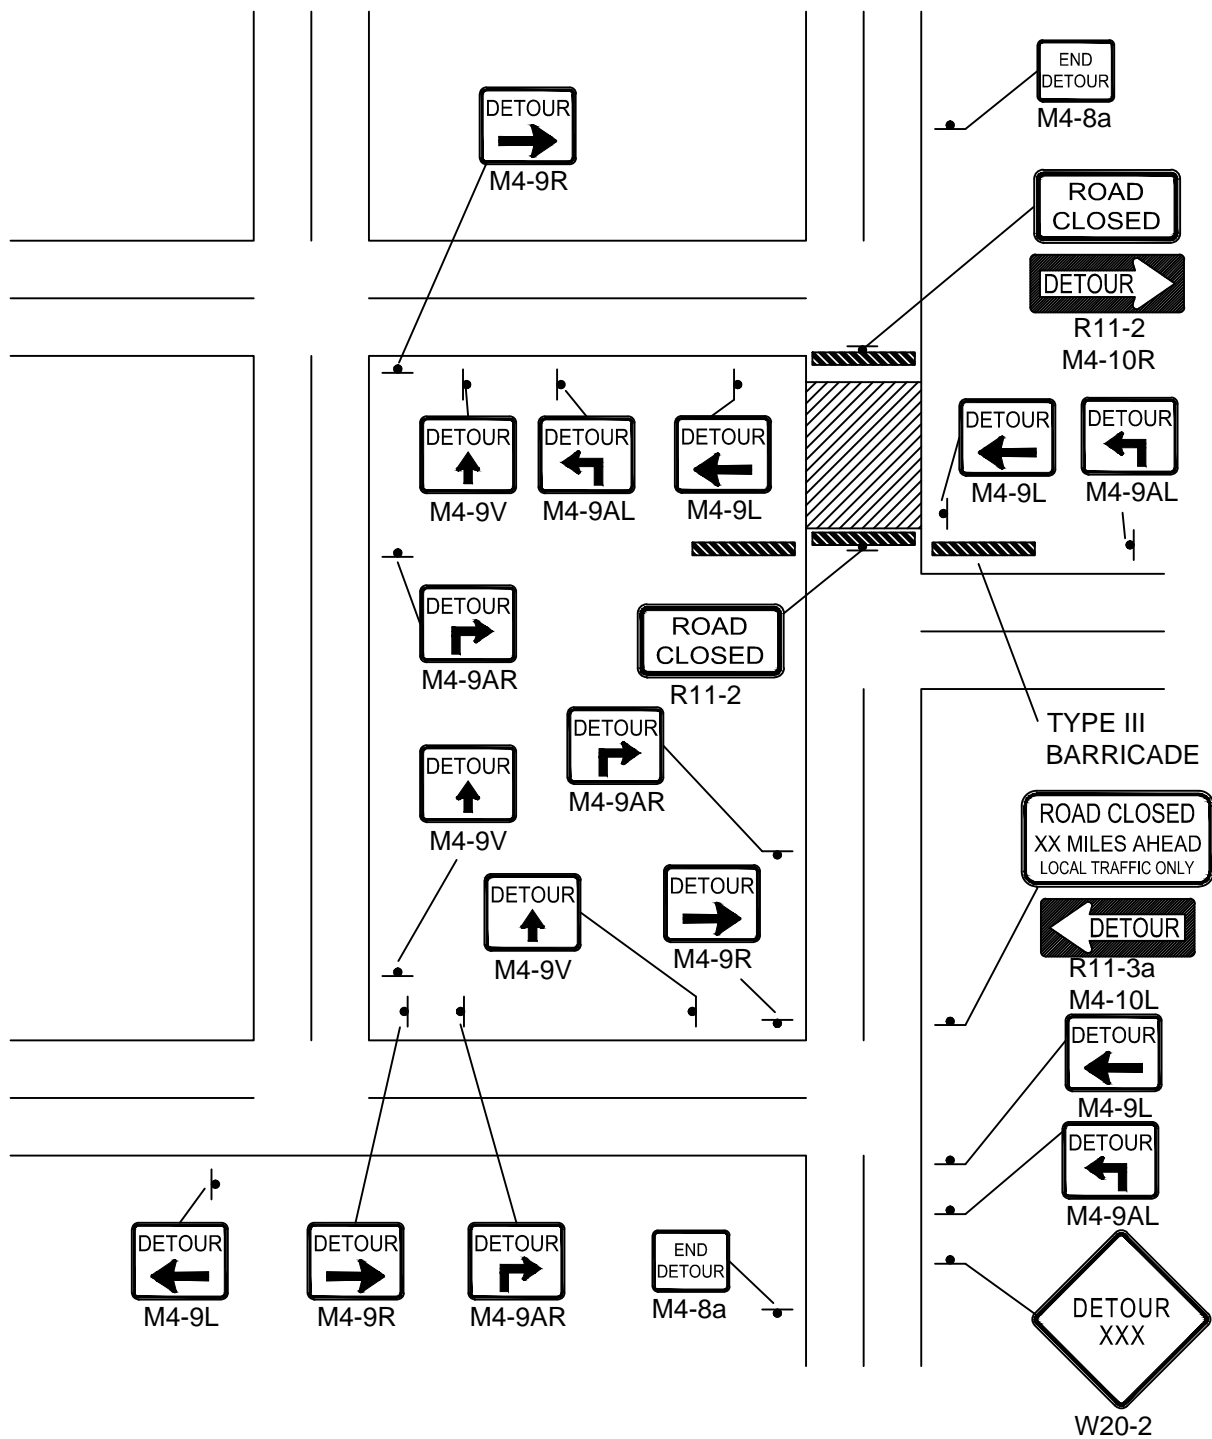 END
DETOUR
M4-8a
DETOUR
M4-9R
ROAD
CLOSED
DETOUR
R11-2
M4-10R
DETOUR
M4-9V
DETOUR
M4-9AL
DETOUR
M4-9L
DETOUR
M4-9L
DETOUR
M4-9AL
DETOUR
M4-9AR
ROAD
CLOSED
R11-2
TYPE III
BARRICADE
DETOUR
M4-9AR
DETOUR
M4-9V
ROAD CLOSED
XX MILES AHEAD
LOCAL TRAFFIC ONLY
DETOUR
R11-3a
M4-10L
DETOUR
M4-9V
DETOUR
M4-9R
DETOUR
M4-9L
DETOUR
M4-9AL
DETOUR
M4-9L
DETOUR
M4-9R
DETOUR
M4-9AR
END
DETOUR
M4-8a
DETOUR
XXX
W20-2